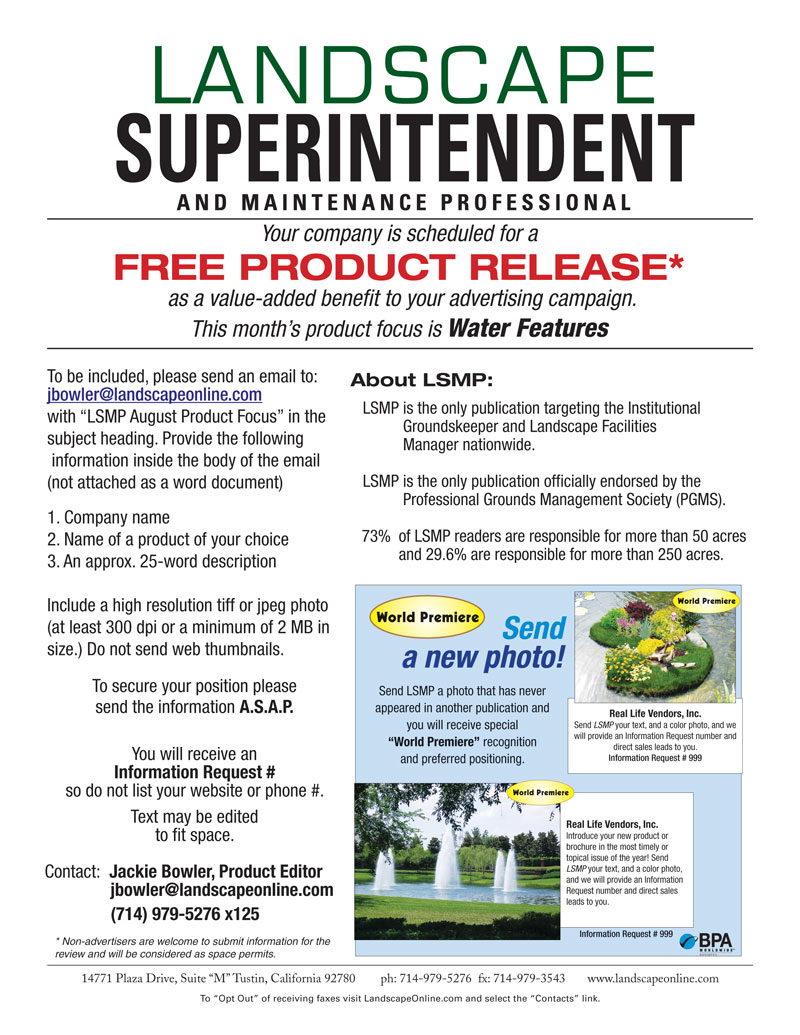 LANDSCAPE
SUPERINTENDENT
AND MAINTENANCE PROFESSIONAL
Your company is scheduled for a
FREE PRODUCT RELEASE*
as a value-added benefit to your advertising campaign.
This month's product focus is Water Features
To be included, please send an email to:
jbowler@landscapeonline.com
with “LSMP August Product Focus” in the
subject heading. Provide the following
information inside the body of the email
(not attached as a word document)
1. Company name
2. Name of a product of your choice
3. An approx. 25-word description
Include a high resolution tiff or jpeg photo
(at least 300 dpi or a minimum of 2 MB in
size.) Do not send web thumbnails.
To secure your position please
send the information A.S.A.P.
You will receive an
Information Request #
so do not list your website or phone #.
Text may be edited
to fit space.
Contact: Jackie Bowler, Product Editor
jbowler@landscapeonline.com
(714) 979-5276 x125
* Non-advertisers are welcome to submit information for the
review and will be considered as space permits.
About LSMP:
LSMP is the only publication targeting the Institutional
Groundskeeper and Landscape Facilities
Manager nationwide.
LSMP is the only publication officially endorsed by the
Professional Grounds Management Society (PGMS).
73% of LSMP readers are responsible for more than 50 acres
and 29.6% are responsible for more than 250 acres.
World Premiere
Send
a new photo!
Send LSMP a photo that has never
appeared in another publication and
you will receive special
“World Premiere” recognition
and preferred positioning.
World Premiere
Real Life Vendors, Inc.
Send LSMP your text, and a color photo, and we
will provide an Information Request number and
direct sales leads to you.
Information Request # 999
World Premiere
Real Life Vendors, Inc.
Introduce your new product or
brochure in the most timely or
topical issue of the year! Send
LSMP your text, and a color photo,
and we will provide an Information
Request number and direct sales
leads to you.
Information Request # 999
BPA
WORLDWIDE
14771 Plaza Drive, Suite “M” Tustin, California 92780 ph: 714-979-5276 fx: 714-979-3543 www.landscapeonline.com
To “Opt Out” of receiving faxes visit LandscapeOnline.com and select the “Contacts” link.